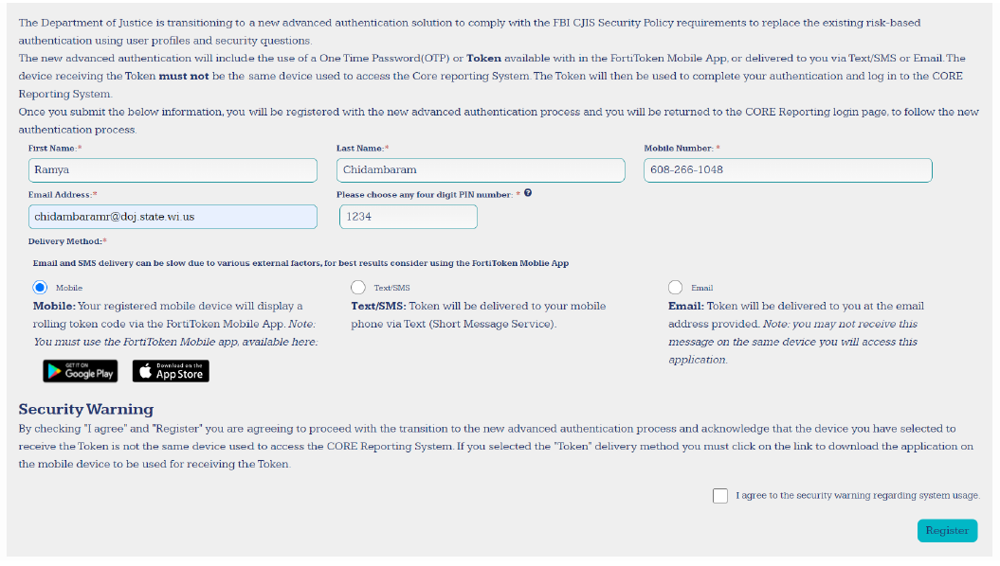 The Department of Justice is transitioning to a new advanced authentication solution to comply with the FBI CJIS Security Policy requirements to replace the existing risk-based
authentication using user profiles and security questions.
The new advanced authentication will include the use of a One Time Password(OTP) or Token available with in the FortiToken Mobile App, or delivered to you via Text/SMS or Email. The
device receiving the Token must not be the same device used to access the Core reporting System. The Token will then be used to complete your authentication and log in to the CORE
Reporting System.
Once you submit the below information, you will be registered with the new advanced authentication process and you will be returned to the CORE Reporting login page, to follow the new
authentication process.
First Name:* Last Name:* Mobile Number: *
Ramya Chidambaram 608-266-1048
Email Address:* Please choose any four digit PIN number: * ?
chidambaramr@doj.state.wi.us 1234
Delivery Method:*
Email and SMS delivery can be slow due to various external factors, for best results consider using the FortiToken Moblie App
Mobile Text/SMS Email
Mobile: Your registered mobile device will display a
rolling token code via the FortiToken Mobile App. Note:
You must use the FortiToken Mobile app, available here:
GET IT ON
Google Play
Download on the
App Store
Text/SMS: Token will be delivered to your mobile
phone via Text (Short Message Service).
Email: Token will be delivered to you at the email
address provided. Note: you may not receive this
message on the same device you will access this
application.
Security Warning
By checking "I agree" and "Register" you are agreeing to proceed with the transition to the new advanced authentication process and acknowledge that the device you have selected to
receive the Token is not the same device used to access the CORE Reporting System. If you selected the "Token" delivery method you must click on the link to download the application on
the mobile device to be used for receiving the Token.
I agree to the security warning regarding system usage.
Register